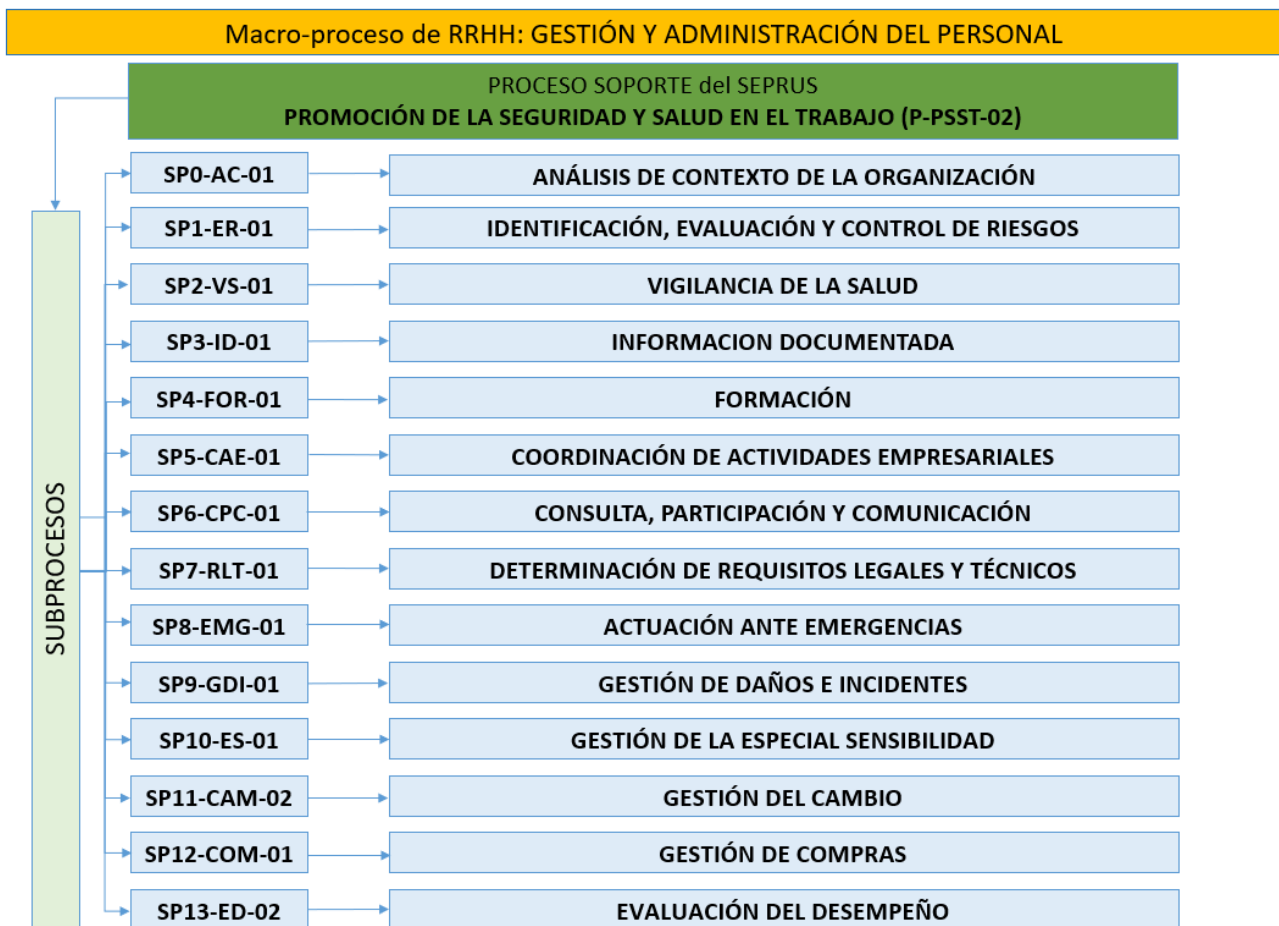 Macro-proceso de RRHH: GESTIÓN Y ADMINISTRACIÓN DEL PERSONAL
PROCESO SOPORTE del SEPRUS
PROMOCIÓN DE LA SEGURIDAD Y SALUD EN EL TRABAJO (P-PSST-02)
SUBPROCESOS
SP0-AC-01 ANÁLISIS DE CONTEXTO DE LA ORGANIZACIÓN
SP1-ER-01 IDENTIFICACIÓN, EVALUACIÓN Y CONTROL DE RIESGOS
SP2-VS-01 VIGILANCIA DE LA SALUD
SP3-ID-01 INFORMACION DOCUMENTADA
SP4-FOR-01 FORMACIÓN
SP5-CAE-01 COORDINACIÓN DE ACTIVIDADES EMPRESARIALES
SP6-CPC-01 CONSULTA, PARTICIPACIÓN Y COMUNICACIÓN
SP7-RLT-01 DETERMINACIÓN DE REQUISITOS LEGALES Y TÉCNICOS
SP8-EMG-01 ACTUACIÓN ANTE EMERGENCIAS
SP9-GDI-01 GESTIÓN DE DAÑOS E INCIDENTES
SP10-ES-01 GESTIÓN DE LA ESPECIAL SENSIBILIDAD
SP11-CAM-02 GESTIÓN DEL CAMBIO
SP12-COM-01 GESTIÓN DE COMPRAS
SP13-ED-02 EVALUACIÓN DEL DESEMPEÑO